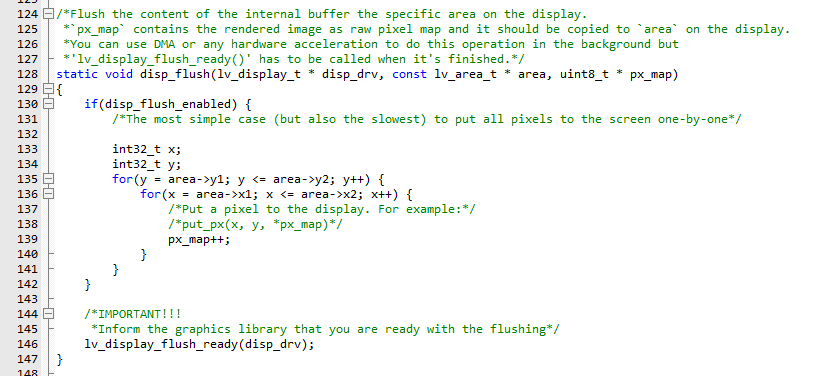 124 /*Flush the content of the internal buffer the specific area on the display.
125  *`px_map` contains the rendered image as raw pixel map and it should be copied to `area` on the display.
126  *You can use DMA or any hardware acceleration to do this operation in the background but
127  *'lv_display_flush_ready()' has to be called when it's finished.*/
128 static void disp_flush(lv_display_t * disp_drv, const lv_area_t * area, uint8_t * px_map)
129 {
130     if(disp_flush_enabled) {
131         /*The most simple case (but also the slowest) to put all pixels to the screen one-by-one*/
132
133         int32_t x;
134         int32_t y;
135         for(y = area->y1; y <= area->y2; y++) {
136             for(x = area->x1; x <= area->x2; x++) {
137                 /*Put a pixel to the display. For example:*/
138                 /*put_px(x, y, *px_map)*/
139                 px_map++;
140             }
141         }
142     }
143
144     /*IMPORTANT!!!
145      *Inform the graphics library that you are ready with the flushing*/
146     lv_display_flush_ready(disp_drv);
147 }
148